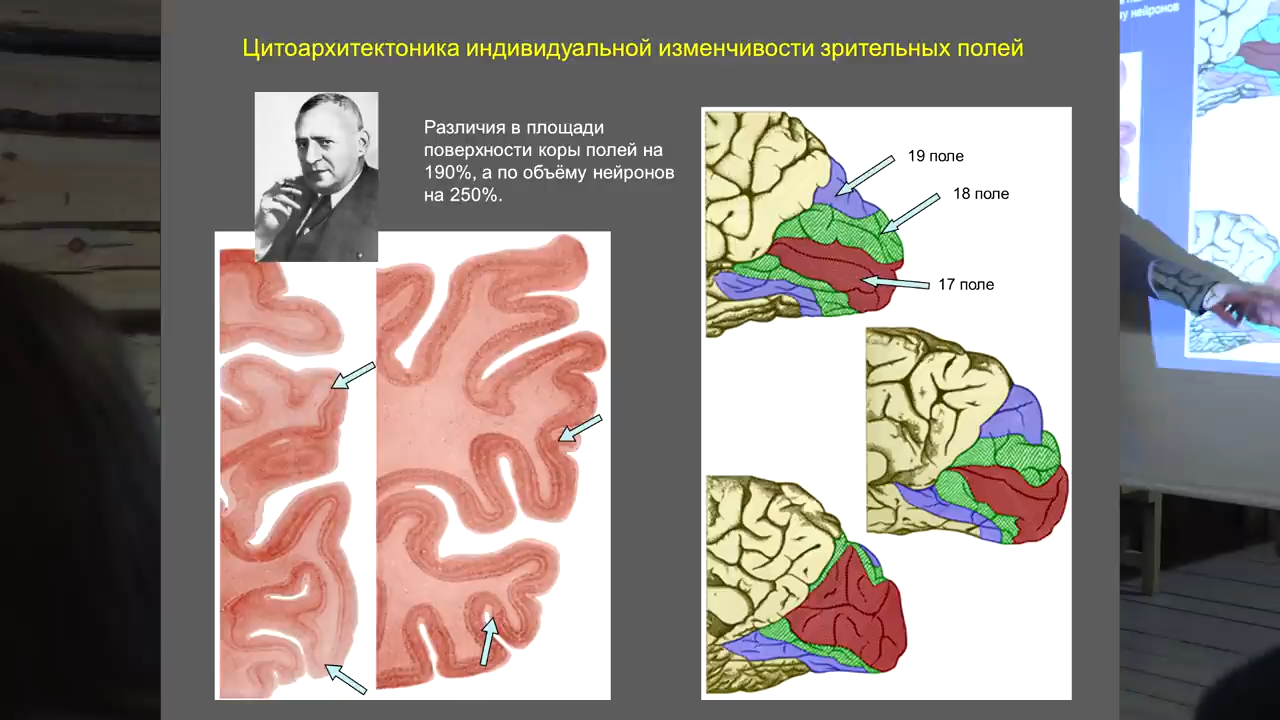 Цитоархитектоника индивидуальной изменчивости зрительных полей
Различия в площади
поверхности коры полей на
190%, а по объёму нейронов
на 250%.
19 поле
18 поле
17 поле
нейронов